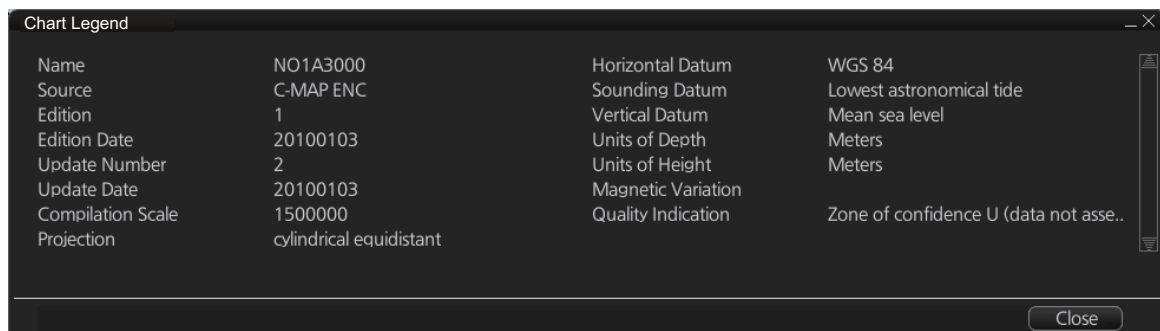 Chart Legend
Name NO1A3000 Horizontal Datum WGS 84
Source C-MAP ENC Sounding Datum Lowest astronomical tide
Edition 1 Vertical Datum Mean sea level
Edition Date 20100103 Units of Depth Meters
Update Number 2 Units of Height Meters
Update Date 20100103 Magnetic Variation
Compilation Scale 1500000 Quality Indication Zone of confidence U (data not asse..
Projection cylindrical equidistant
Close